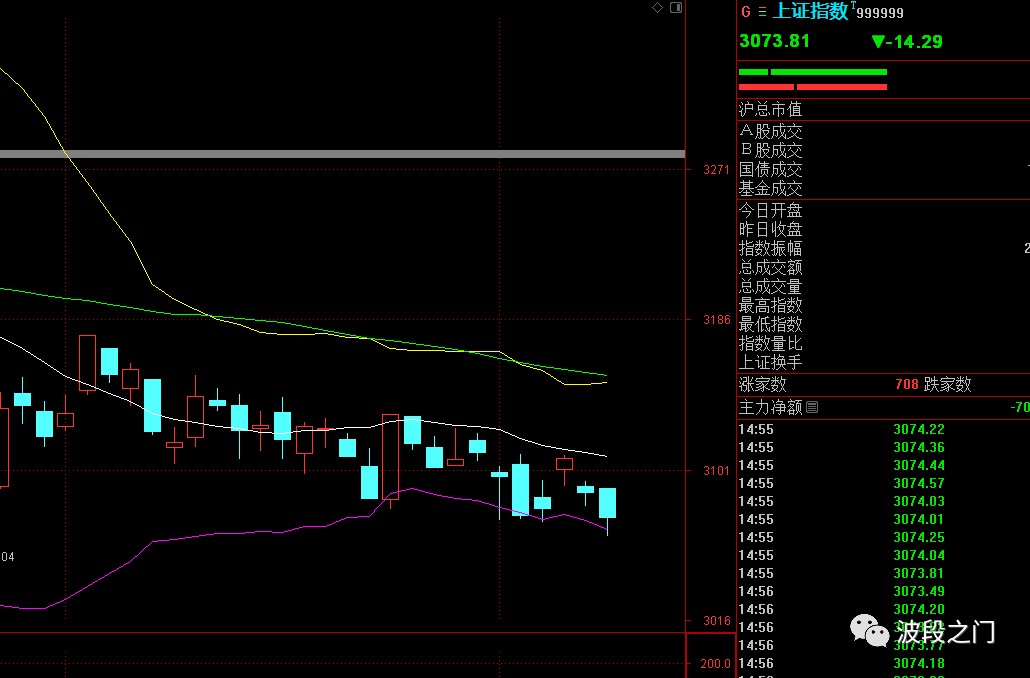 G 上证指数 T 999999
3073.81 ▼-14.29
沪总市值
A股成交
B股成交
国债成交
基金成交
今日开盘
昨日收盘
指数振幅
总成交额
总成交量
最高指数
最低指数
指数量比
上证换手
涨家数 708 跌家数
主力净额 -70
14:55 3074.22
14:55 3074.36
14:55 3074.44
14:55 3074.57
14:55 3074.03
14:55 3074.01
14:55 3074.25
14:55 3074.04
14:55 3073.81
14:56 3073.49
14:56 3074.20
14:56
14:56 3073.77
14:56 3074.18
波段之门
3271
3186
3101
3016
200.0
04